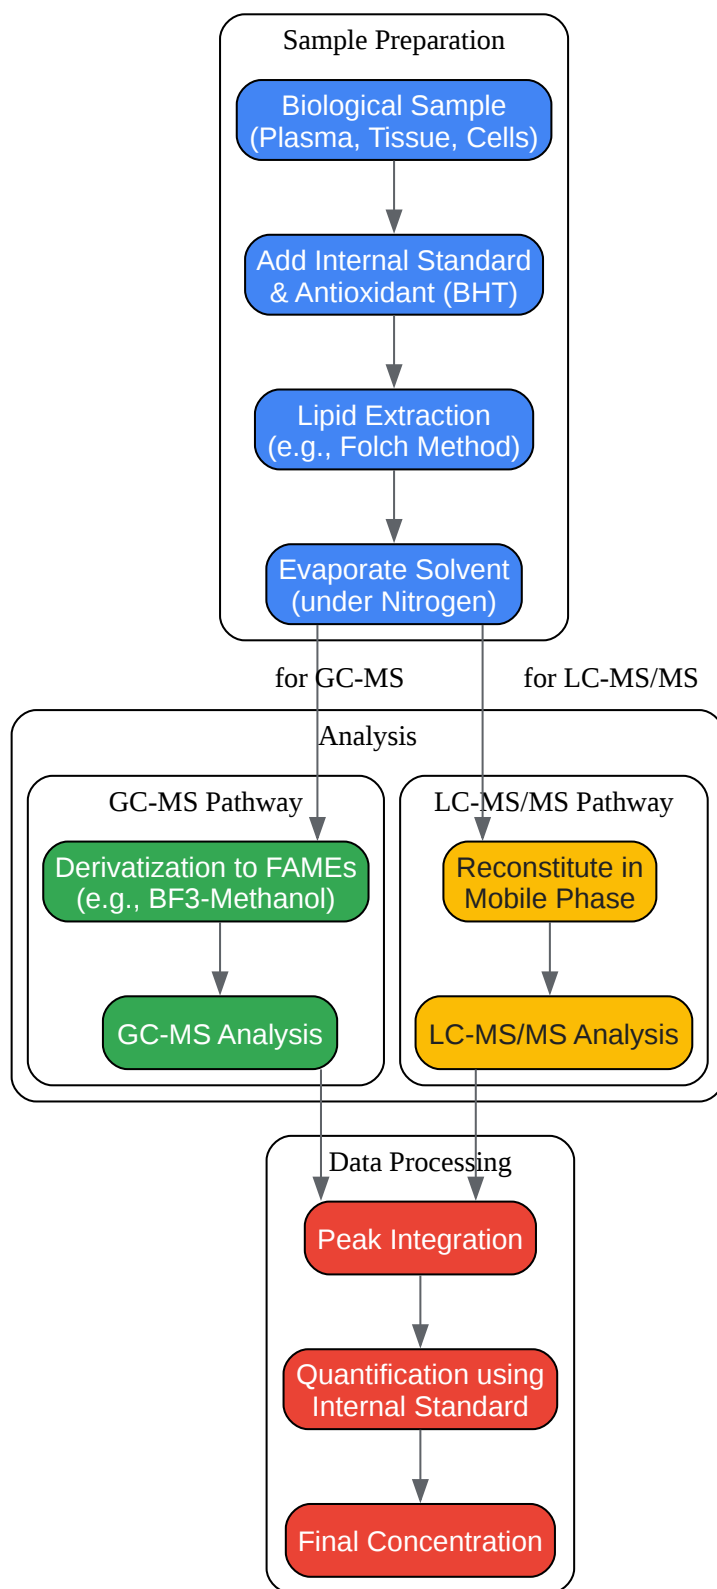 Sample Preparation
Biological Sample
(Plasma, Tissue, Cells)
Add Internal Standard
& Antioxidant (BHT)
Lipid Extraction
(e.g., Folch Method)
Evaporate Solvent
(under Nitrogen)
for GC-MS
for LC-MS/MS
Analysis
GC-MS Pathway
Derivatization to FAMEs
(e.g., BF3-Methanol)
GC-MS Analysis
LC-MS/MS Pathway
Reconstitute in
Mobile Phase
LC-MS/MS Analysis
Data Processing
Peak Integration
Quantification using
Internal Standard
Final Concentration